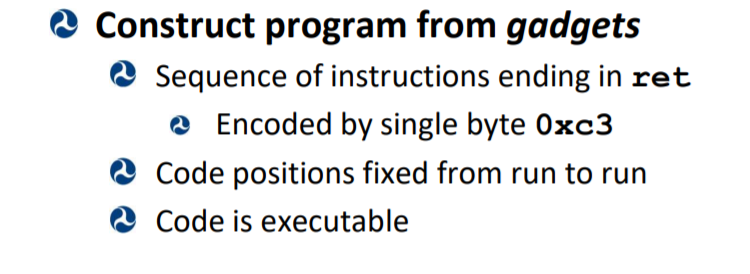 Construct program from gadgets
Sequence of instructions ending in ret
Encoded by single byte 0xc3
Code positions fixed from run to run
Code is executable